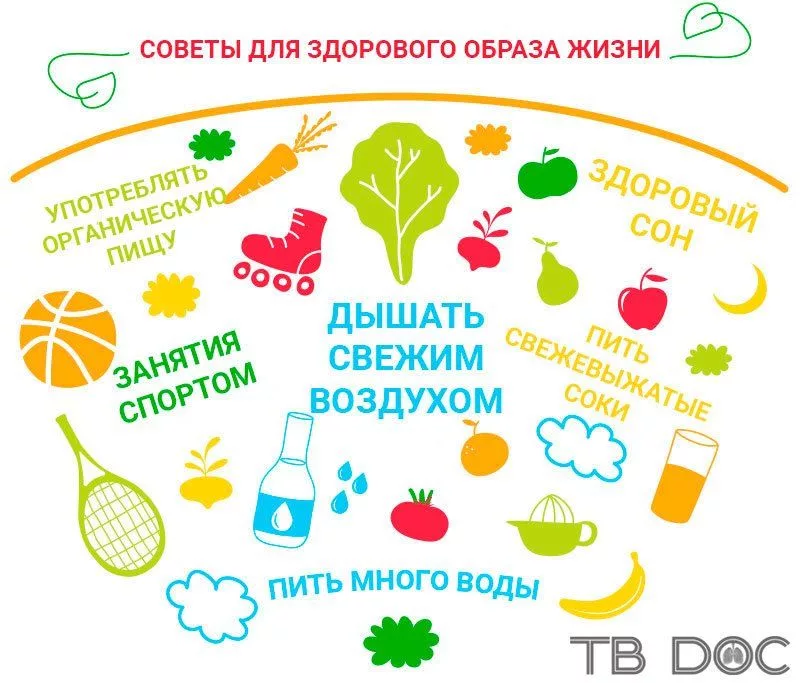 СОВЕТЫ ДЛЯ ЗДОРОВОГО ОБРАЗА ЖИЗНИ
УПОТРЕБЛЯТЬ
ОРГАНИЧЕСКУЮ
ПИЩУ
ЗДОРОВЫЙ
СОН
ЗАНЯТИЯ
СПОРТОМ
ДЫШАТЬ
СВЕЖИМ
ВОЗДУХОМ
ПИТЬ
СВЕЖЕВЫЖАТЫЕ
СОКИ
ПИТЬ МНОГО ВОДЫ
TB DOC